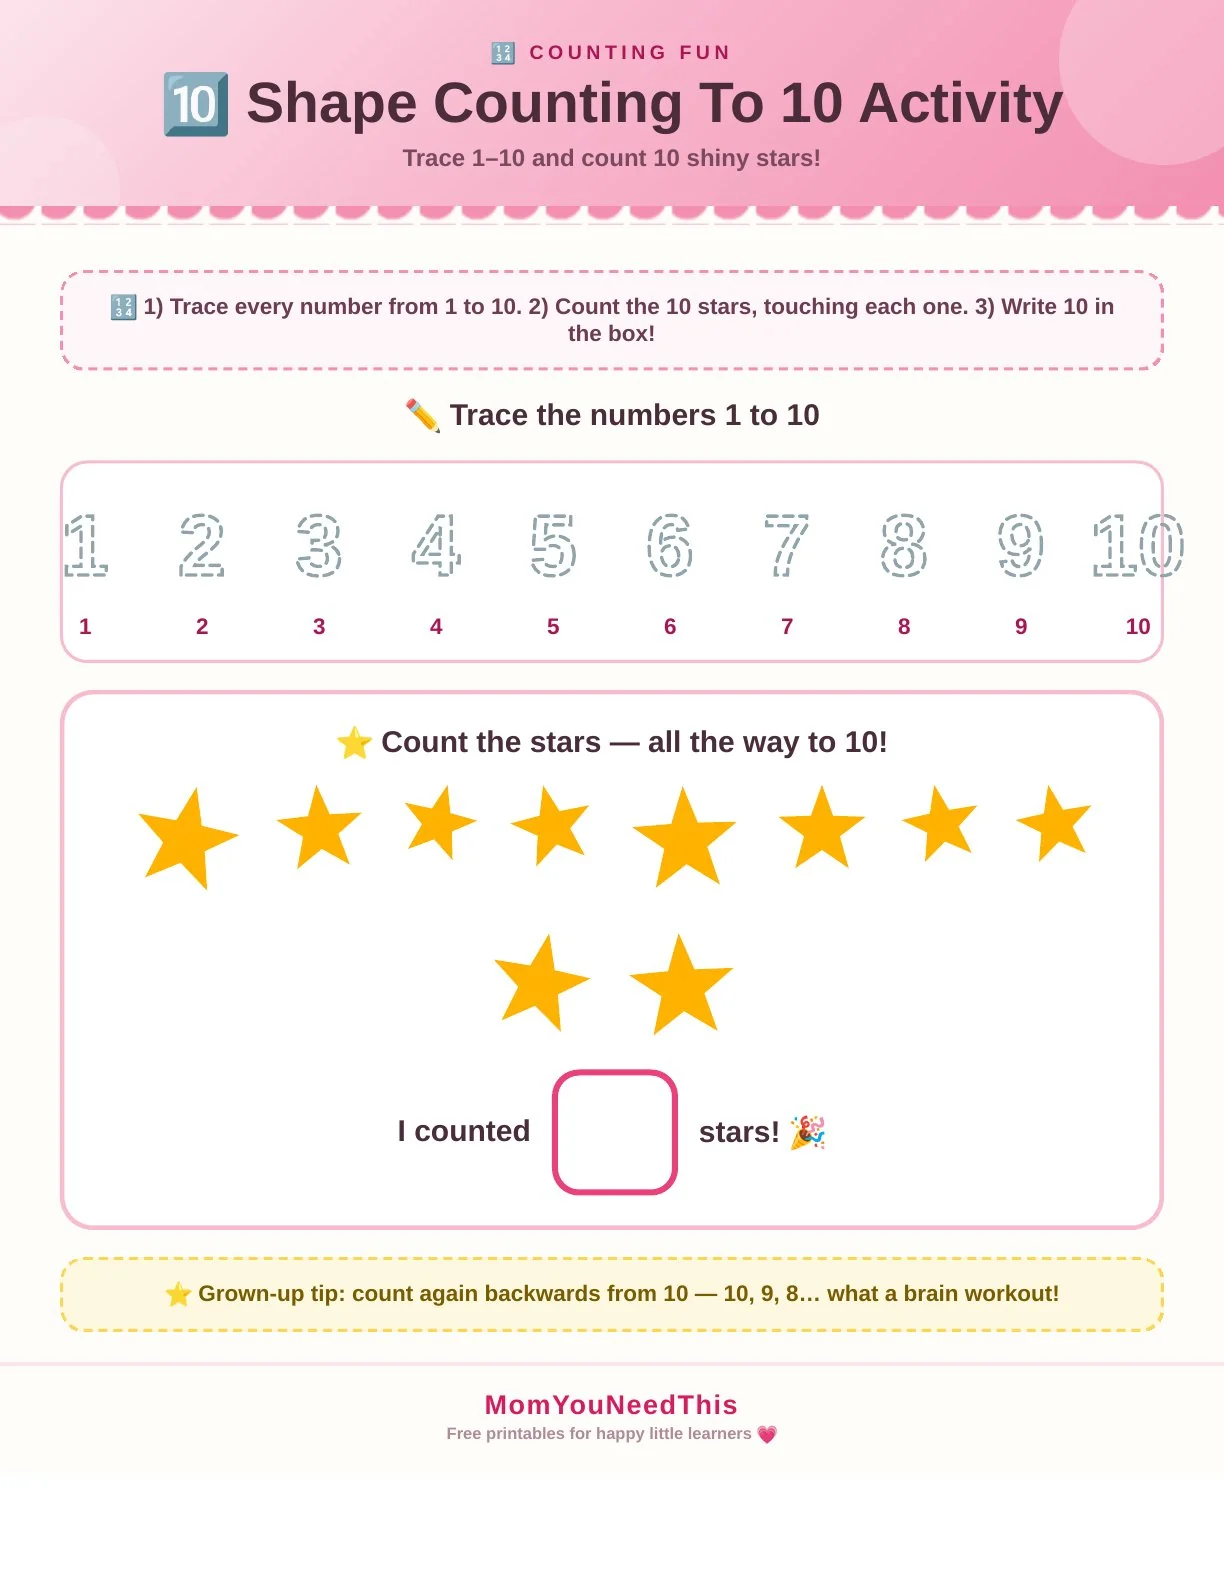 🔢 COUNTING FUN
🔟 Shape Counting To 10 Activity
Trace 1–10 and count 10 shiny stars!
🔢 1) Trace every number from 1 to 10. 2) Count the 10 stars, touching each one. 3) Write 10 in
the box!
✏️ Trace the numbers 1 to 10
1 2 3 4 5 6 7 8 9 10
1 2 3 4 5 6 7 8 9 10
⭐ Count the stars — all the way to 10!
I counted stars! 🎉
⭐ Grown-up tip: count again backwards from 10 — 10, 9, 8… what a brain workout!
MomYouNeedThis
Free printables for happy little learners 💗